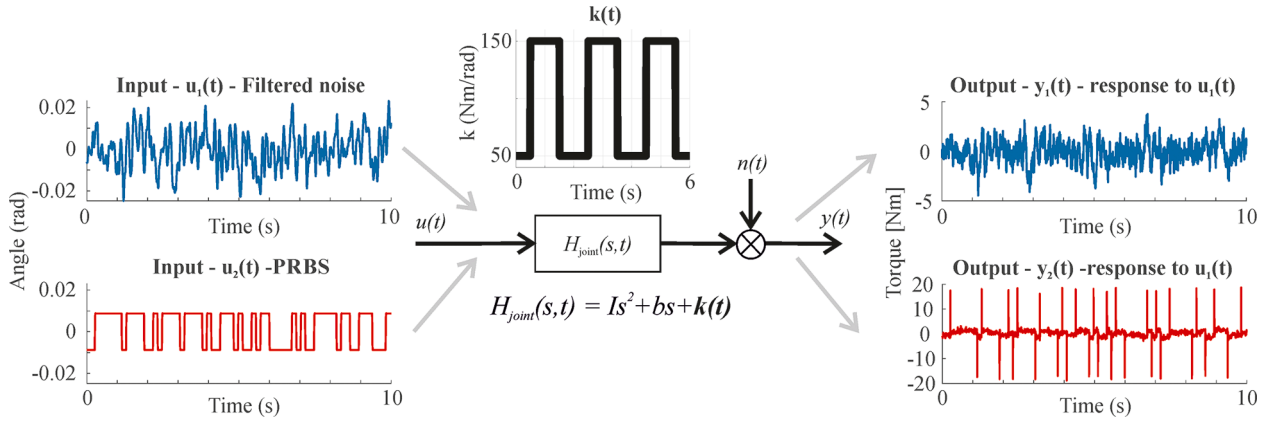 k(t)
150
50
k (Nm/rad)
0
6
Time (s)
Input - u₁(t) - Filtered noise
0.02
0
-0.02
0
10
Time (s)
Angle (rad)
Input - u₂(t) -PRBS
0.02
0
-0.02
0
10
Time (s)
u(t)
H_joint(s,t)
n(t)
y(t)
H_joint(s,t) = Is²+bs+k(t)
Output - y₁(t) - response to u₁(t)
5
0
-5
0
10
Time (s)
Torque [Nm]
Output - y₂(t) -response to u₁(t)
20
10
0
-10
-20
0
10
Time (s)